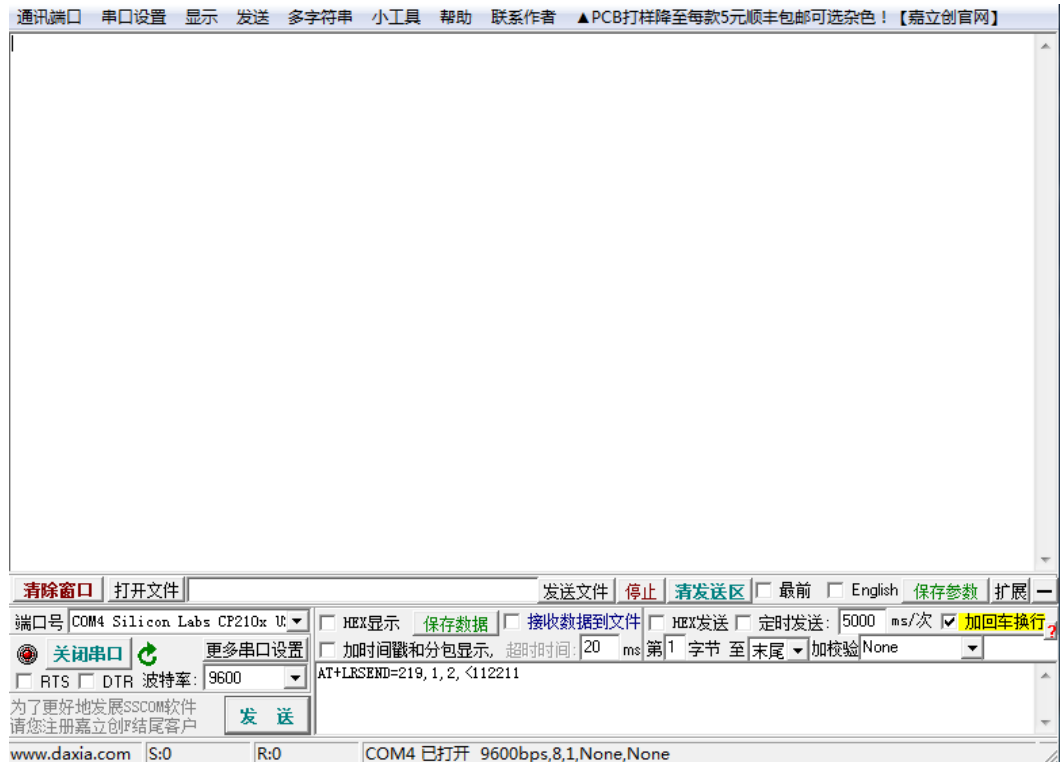 通讯端口 串口设置 显示 发送 多字符串 小工具 帮助 联系作者 ▲PCB打样降至每款5元顺丰包邮可选杂色！【嘉立创官网】
清除窗口 打开文件 发送文件 停止 清发送区 最前 English 保存参数 扩展 —
端口号 COM4 Silicon Labs CP210x U: HEX显示 保存数据 接收数据到文件 HEX发送 定时发送: 5000 ms/次 加回车换行 ?
关闭串口 更多串口设置 加时间戳和分包显示, 超时时间: 20 ms 第1 字节 至 末尾 加校验 None
RTS DTR 波特率: 9600 AT+LRSEND=219,1,2,<112211
为了更好地发展SSCOM软件
请您注册嘉立创F结尾客户 发 送
www.daxia.com S:0 R:0 COM4 已打开 9600bps,8,1,None,None